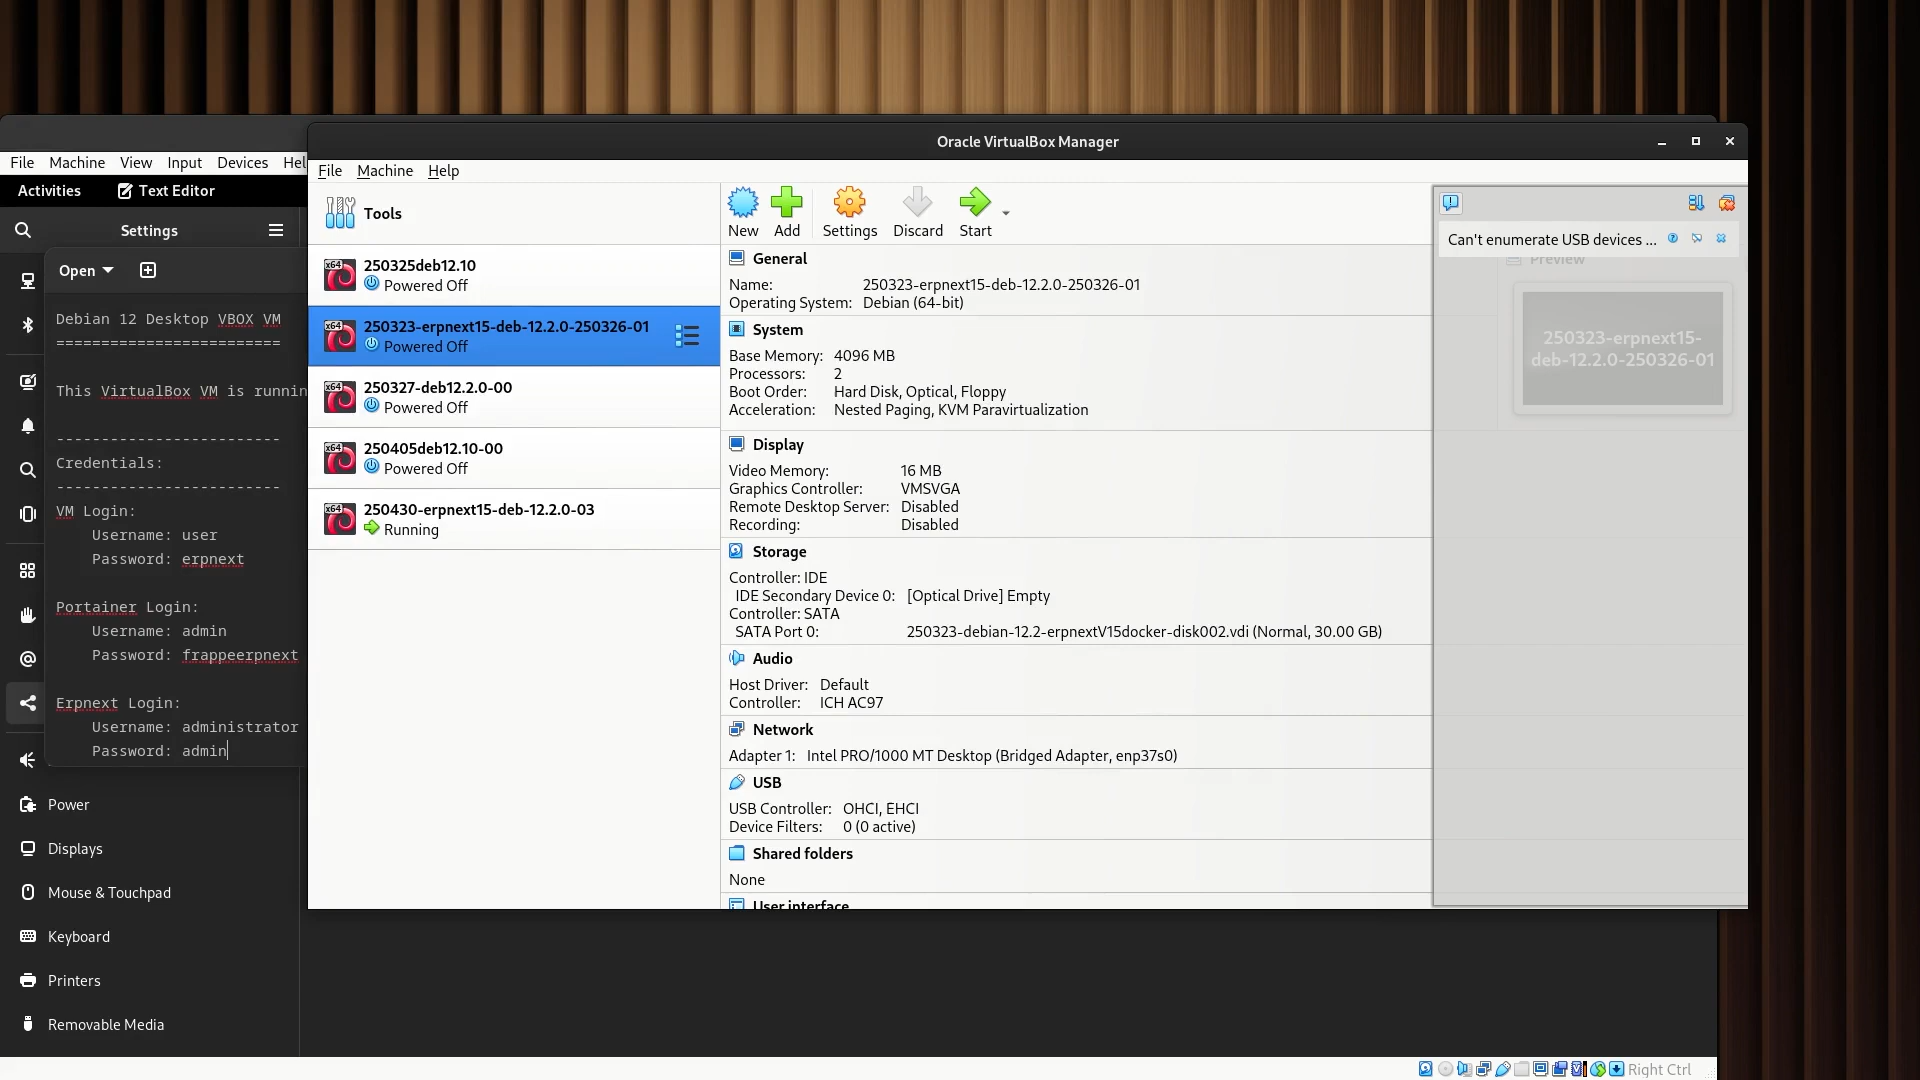 Oracle VirtualBox Manager
File Machine View Input Devices Hel
File Machine Help
Activities Text Editor
Settings
Open
Debian 12 Desktop VBOX VM
=========================
This VirtualBox VM is runnin
-------------------------
Credentials:
-------------------------
VM Login:
Username: user
Password: erpnext
Portainer Login:
Username: admin
Password: frappeerpnext
Erpnext Login:
Username: administrator
Password: admin
Power
Displays
Mouse & Touchpad
Keyboard
Printers
Removable Media
Tools
x64
250325deb12.10
Powered Off
x64
250323-erpnext15-deb-12.2.0-250326-01
Powered Off
x64
250327-deb12.2.0-00
Powered Off
x64
250405deb12.10-00
Powered Off
x64
250430-erpnext15-deb-12.2.0-03
Running
New Add Settings Discard Start
General
Name: 250323-erpnext15-deb-12.2.0-250326-01
Operating System: Debian (64-bit)
System
Base Memory: 4096 MB
Processors: 2
Boot Order: Hard Disk, Optical, Floppy
Acceleration: Nested Paging, KVM Paravirtualization
Display
Video Memory: 16 MB
Graphics Controller: VMSVGA
Remote Desktop Server: Disabled
Recording: Disabled
Storage
Controller: IDE
IDE Secondary Device 0: [Optical Drive] Empty
Controller: SATA
SATA Port 0: 250323-debian-12.2-erpnextV15docker-disk002.vdi (Normal, 30.00 GB)
Audio
Host Driver: Default
Controller: ICH AC97
Network
Adapter 1: Intel PRO/1000 MT Desktop (Bridged Adapter, enp37s0)
USB
USB Controller: OHCI, EHCI
Device Filters: 0 (0 active)
Shared folders
None
User interface
Can't enumerate USB devices ...
Preview
250323-erpnext15-
deb-12.2.0-250326-01
Right Ctrl